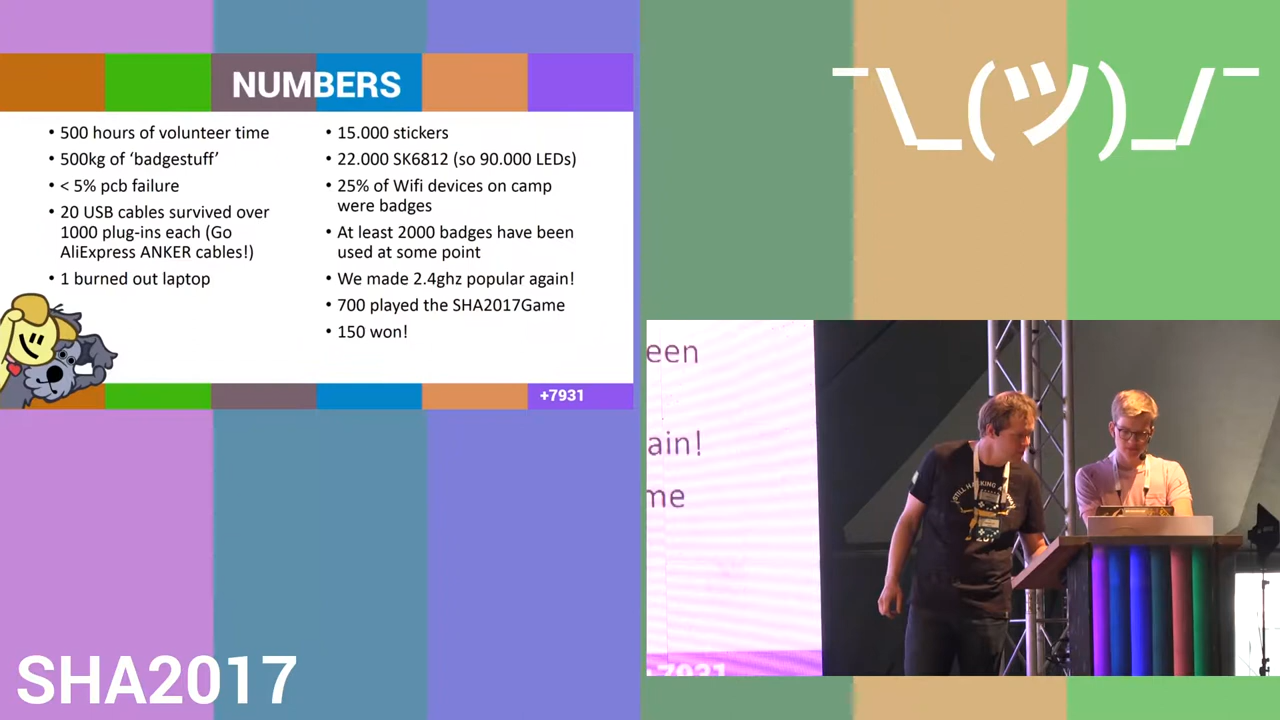 NUMBERS
• 500 hours of volunteer time
• 500kg of ‘badgestuff’
• < 5% pcb failure
• 20 USB cables survived over
1000 plug-ins each (Go
AliExpress ANKER cables!)
• 1 burned out laptop
• 15.000 stickers
• 22.000 SK6812 (so 90.000 LEDs)
• 25% of Wifi devices on camp
were badges
• At least 2000 badges have been
used at some point
• We made 2.4ghz popular again!
• 700 played the SHA2017Game
• 150 won!
+7931
¯\_(ツ)_/¯
een
ain!
me
+7931
SHA2017